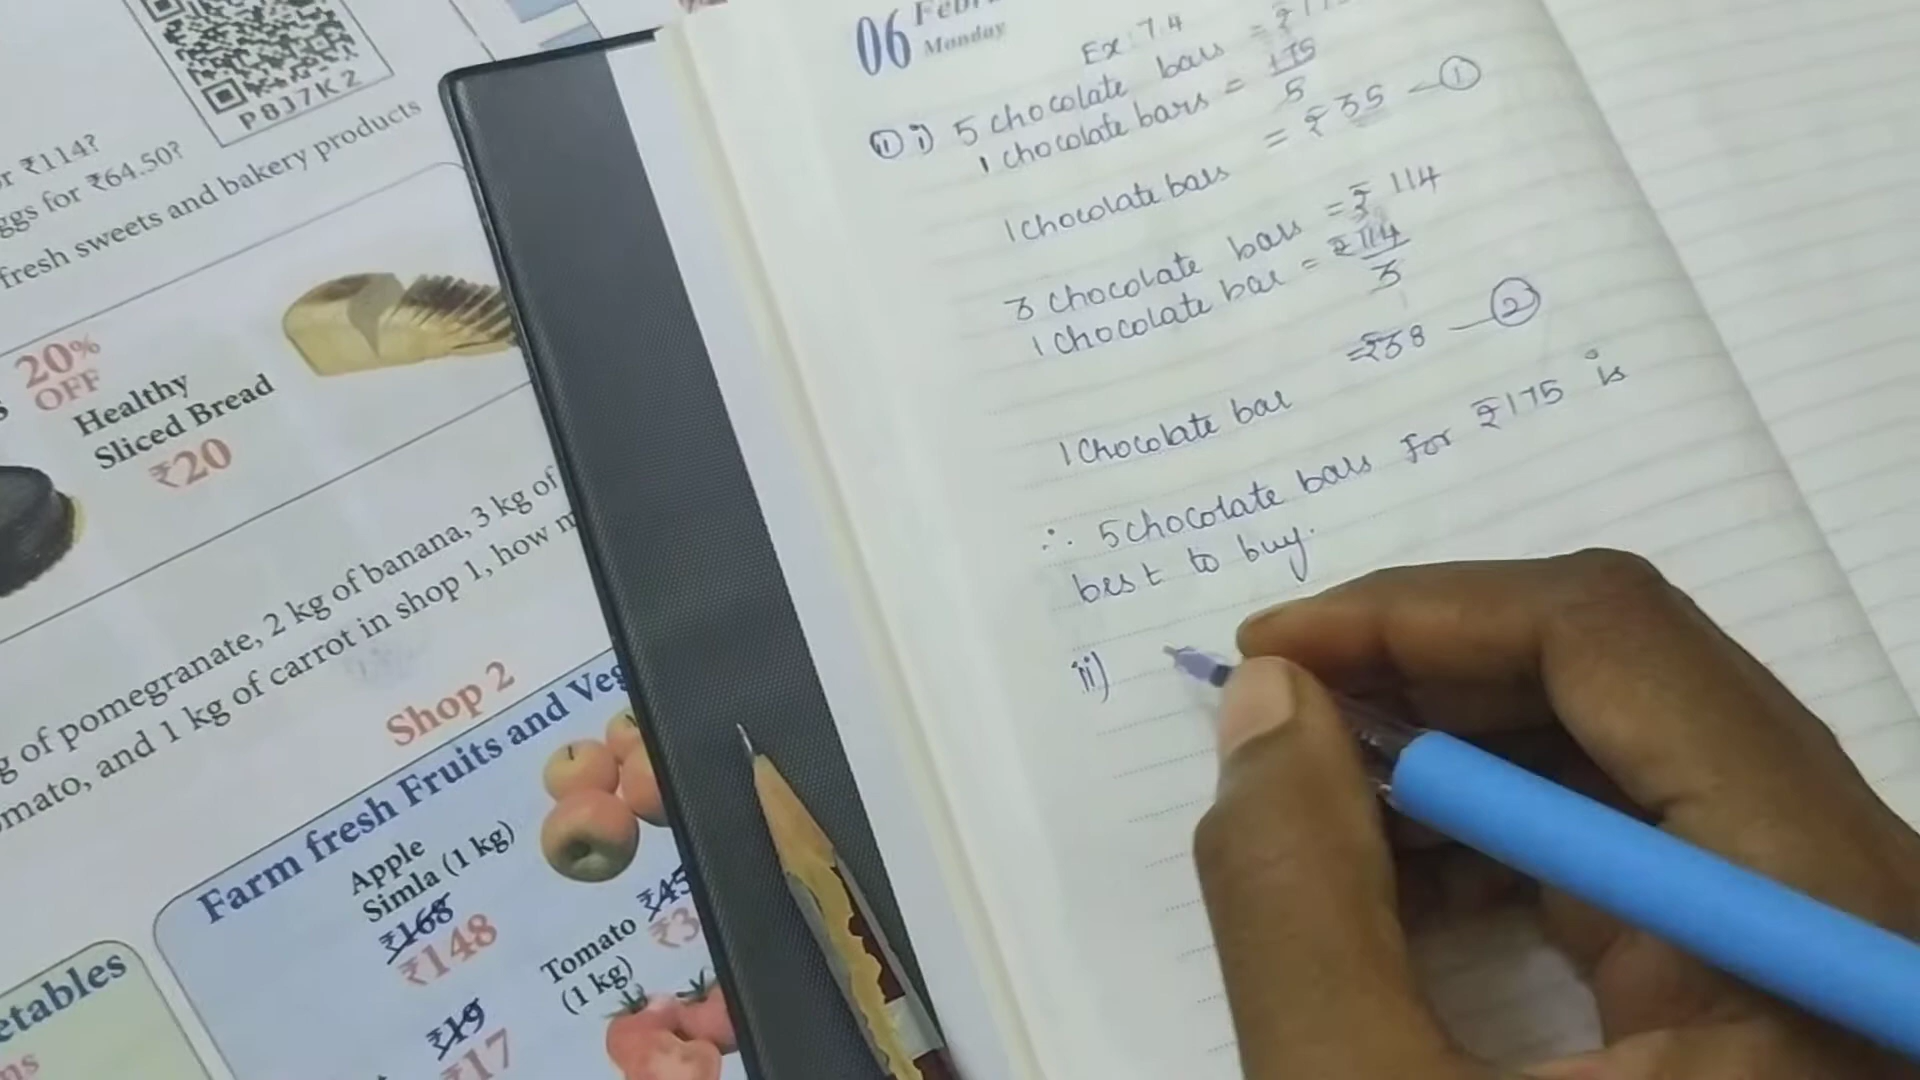 P8J7K2
r ₹114?
ggs for ₹64.50?
fresh sweets and bakery products
20%
OFF
Healthy
Sliced Bread
₹20
g of pomegranate, 2 kg of banana, 3 kg of
mato, and 1 kg of carrot in shop 1, how m
Shop 2
Farm fresh Fruits and Veg
Apple
Simla (1 kg)
₹168
₹148
Tomato
(1 kg)
₹45
₹3
₹19
₹17
etables
ns
06
Monday
Ex 7.4
① i) 5 chocolate bars =
1 chocolate bars = 175
5
1 chocolate bars = ₹35 — ①
3 chocolate bars = ₹ 114
1 chocolate bar = ₹114
3
1 chocolate bar = ₹38 — ②
∴ 5 chocolate bars for ₹175 is
best to buy.
ii)